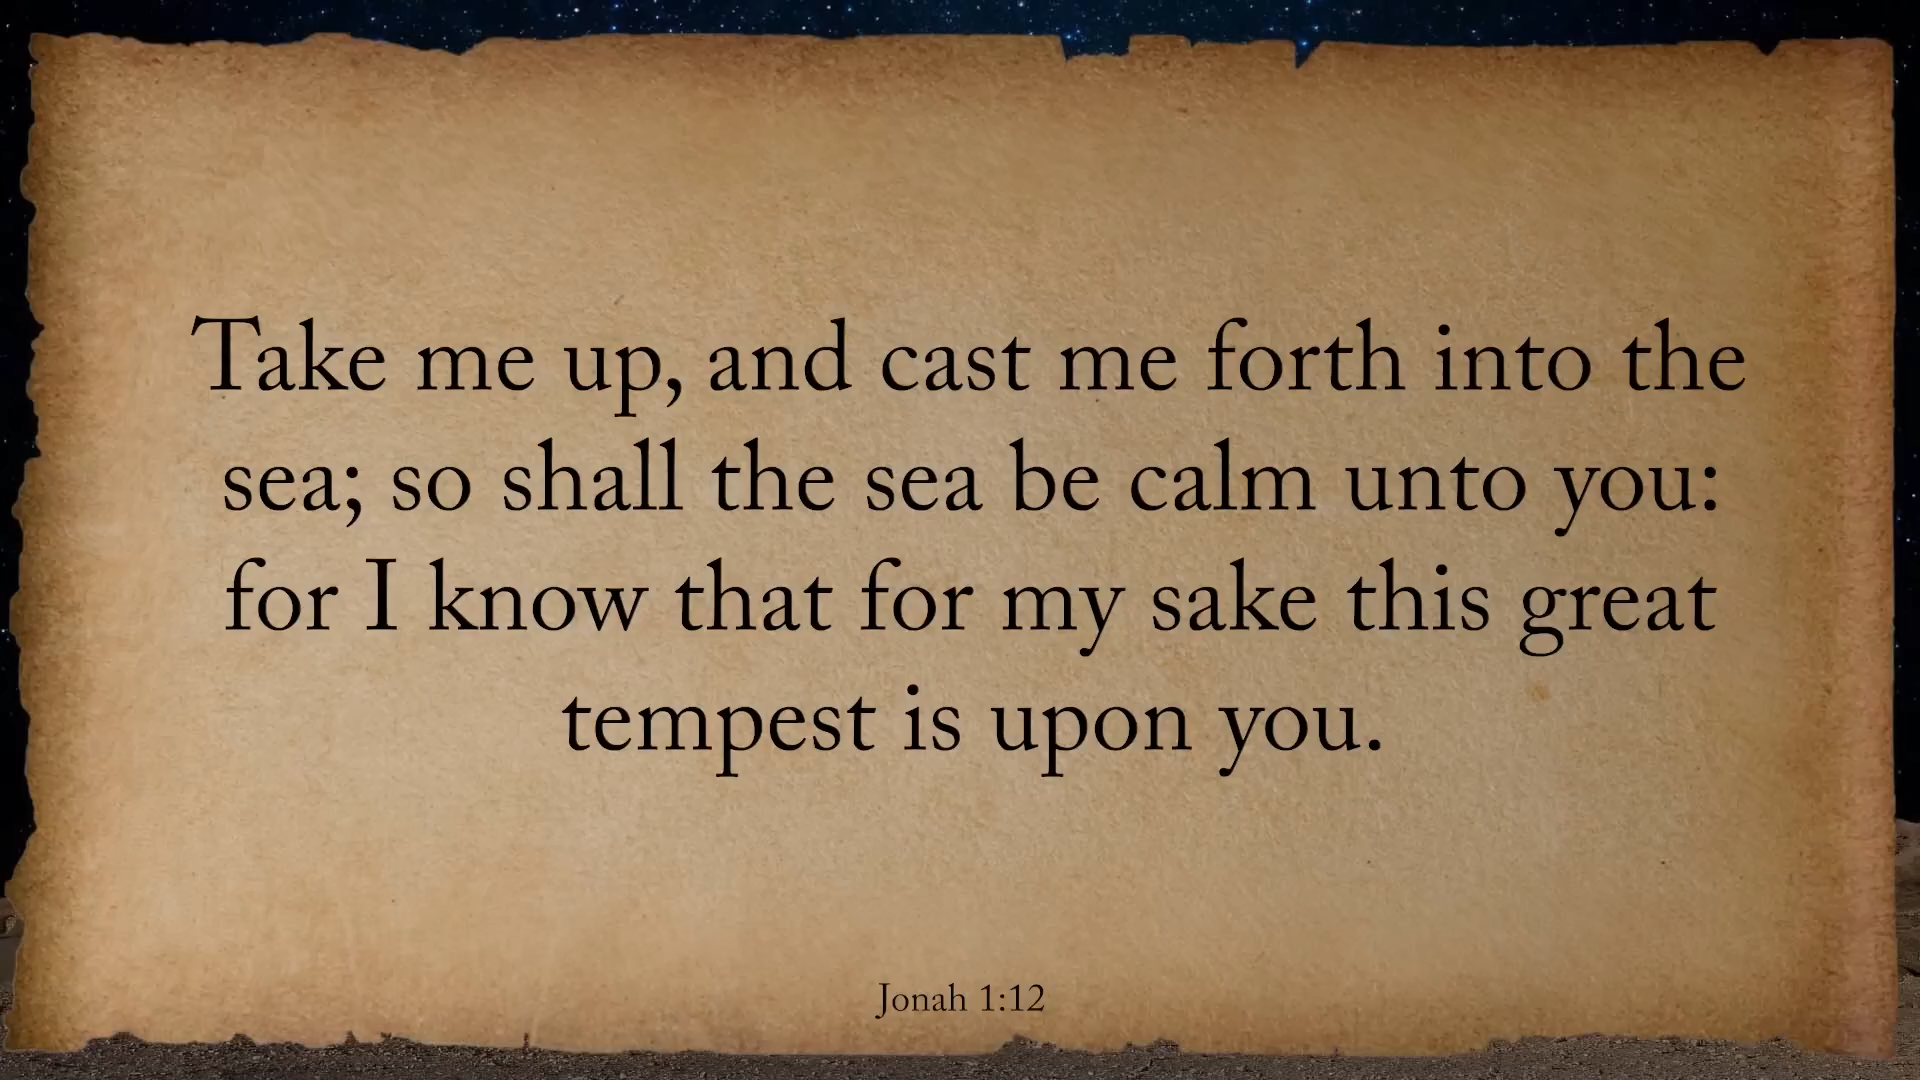 Take me up, and cast me forth into the
sea; so shall the sea be calm unto you:
for I know that for my sake this great
tempest is upon you.
Jonah 1:12